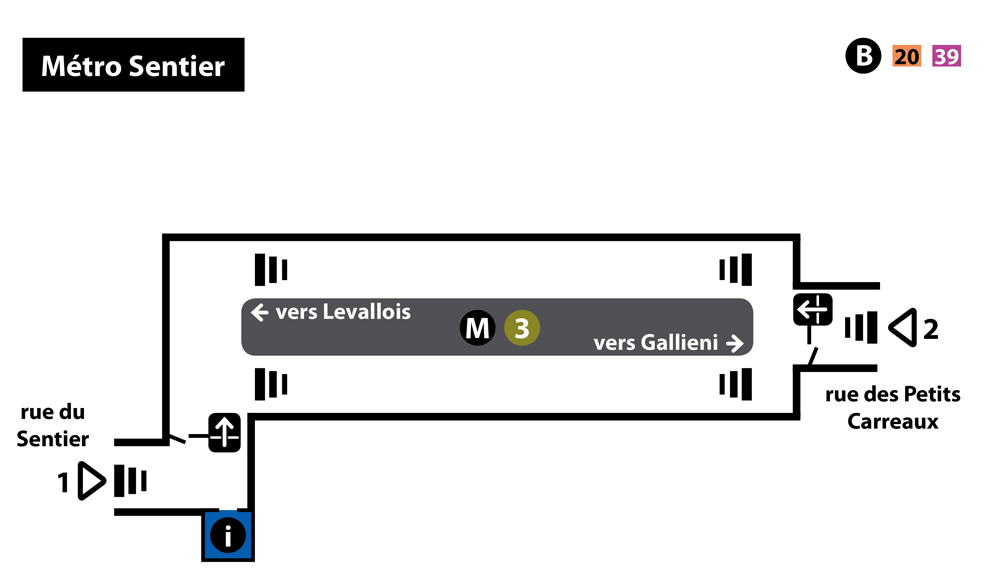 Métro Sentier
B 20 39
vers Levallois
M 3
vers Gallieni
2
rue des Petits
Carreaux
rue du
Sentier
1
i